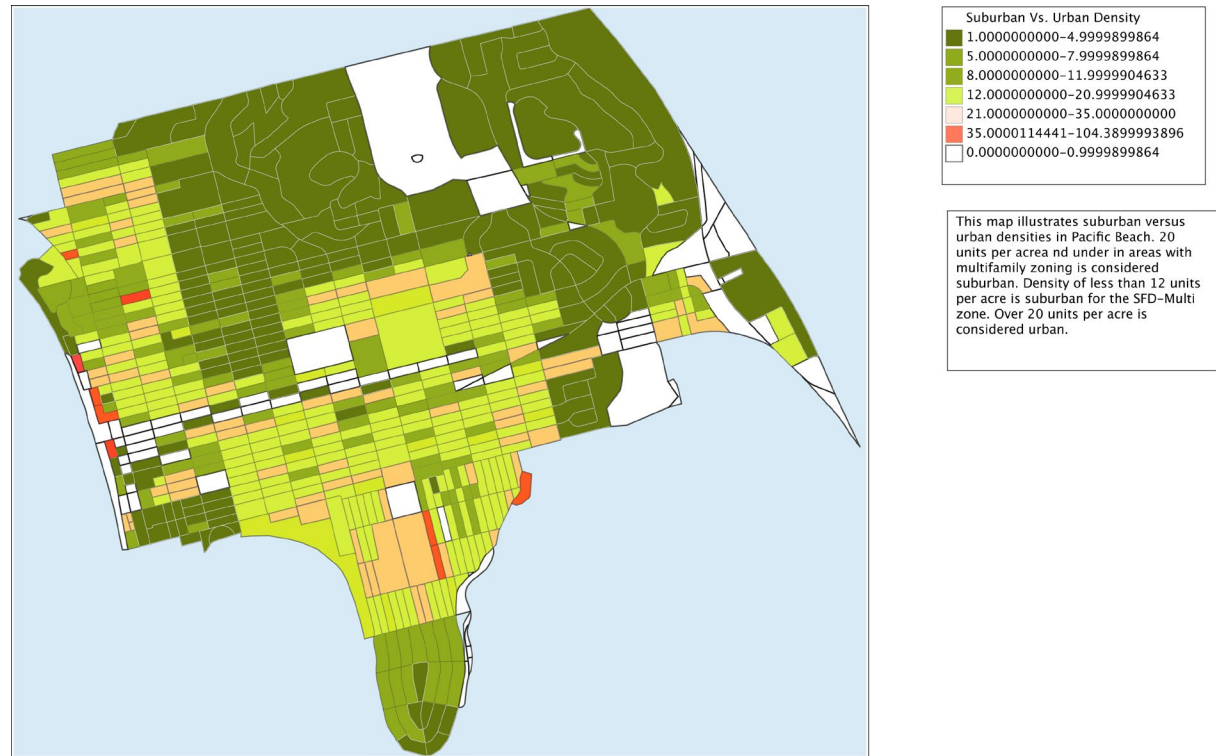 Suburban Vs. Urban Density
1.0000000000-4.9999899864
5.0000000000-7.9999899864
8.0000000000-11.9999904633
12.0000000000-20.9999904633
21.0000000000-35.0000000000
35.0000114441-104.3899993896
0.0000000000-0.9999899864
This map illustrates suburban versus
urban densities in Pacific Beach. 20
units per acrea nd under in areas with
multifamily zoning is considered
suburban. Density of less than 12 units
per acre is suburban for the SFD-Multi
zone. Over 20 units per acre is
considered urban.